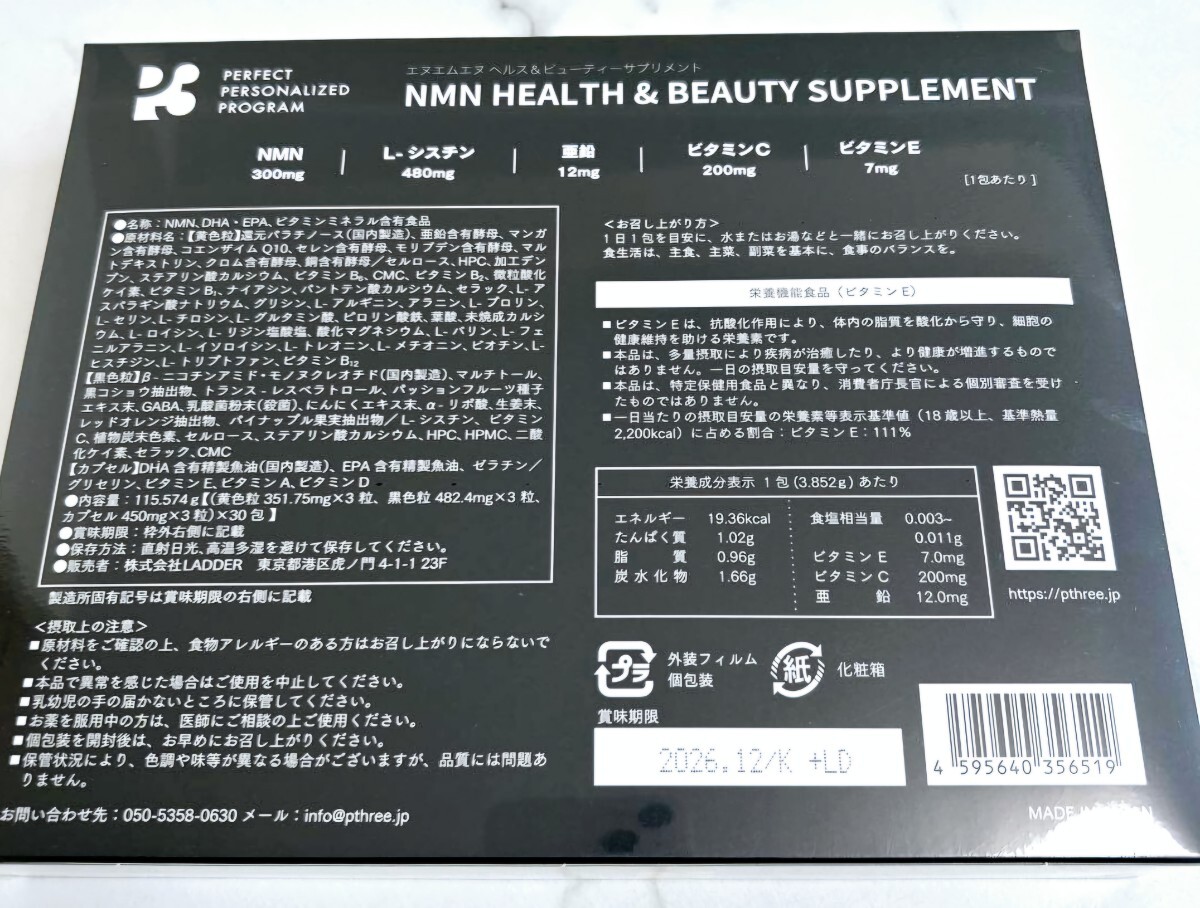 PERFECT
PERSONALIZED
PROGRAM
エヌエムエヌ ヘルス&ビューティーサプリメント
NMN HEALTH & BEAUTY SUPPLEMENT
NMN
300mg
L-シスチン
480mg
亜鉛
12mg
ビタミンC
200mg
ビタミンE
7mg
[1包あたり]
●名称：NMN、DHA・EPA、ビタミンミネラル含有食品
●原材料名：【黄色粒】還元パラチノース(国内製造)、亜鉛含有酵母、マンガ
ン含有酵母、コエンザイムQ10、セレン含有酵母、モリブデン含有酵母、マル
トデキストリン、クロム含有酵母、銅含有酵母／セルロース、HPC、加工デン
プン、ステアリン酸カルシウム、ビタミンB₆、CMC、ビタミンB₂、微粒酸化
ケイ素、ビタミンB₁、ナイアシン、パントテン酸カルシウム、セラック、L-ア
スパラギン酸ナトリウム、グリシン、L-アルギニン、アラニン、L-プロリン、
L-セリン、L-チロシン、L-グルタミン酸、ピロリン酸鉄、葉酸、未焼成カルシ
ウム、L-ロイシン、L-リジン塩酸塩、酸化マグネシウム、L-バリン、L-フェ
ニルアラニン、L-イソロイシン、L-トレオニン、L-メチオニン、ビオチン、L-
ヒスチジン、L-トリプトファン、ビタミンB₁₂
【黒色粒】β-ニコチンアミド・モノヌクレオチド(国内製造)、マルチトール、
黒コショウ抽出物、トランス-レスベラトロール、パッションフルーツ種子
エキス末、GABA、乳酸菌粉末(殺菌)、にんにくエキス末、α-リポ酸、生姜末、
レッドオレンジ抽出物、パイナップル果実抽出物／L-シスチン、ビタミン
C、植物炭末色素、セルロース、ステアリン酸カルシウム、HPC、HPMC、二酸
化ケイ素、セラック、CMC
【カプセル】DHA含有精製魚油(国内製造)、EPA含有精製魚油、ゼラチン／
グリセリン、ビタミンE、ビタミンA、ビタミンD
●内容量：115.574g【(黄色粒 351.75mg×3粒、黒色粒 482.4mg×3粒、
カプセル 450mg×3粒)×30包】
●賞味期限：枠外右側に記載
●保存方法：直射日光、高温多湿を避けて保存してください。
●販売者：株式会社LADDER 東京都港区虎ノ門 4-1-1 23F
製造所固有記号は賞味期限の右側に記載
<摂取上の注意>
■原材料をご確認の上、食物アレルギーのある方はお召し上がりにならないで
ください。
■本品で異常を感じた場合はご使用を中止してください。
■乳幼児の手の届かないところに保管してください。
■お薬を服用中の方は、医師にご相談の上ご使用ください。
■個包装を開封後は、お早めにお召し上がりください。
■保管状況により、色調や味等が異なる場合がございますが、品質には問題あ
りません。
お問い合わせ先：050-5358-0630 メール：info@pthree.jp
<お召し上がり方>
1日1包を目安に、水またはお湯などと一緒にお召し上がりください。
食生活は、主食、主菜、副菜を基本に、食事のバランスを。
栄養機能食品（ビタミンE）
■ビタミンEは、抗酸化作用により、体内の脂質を酸化から守り、細胞の
健康維持を助ける栄養素です。
■本品は、多量摂取により疾病が治癒したり、より健康が増進するもので
はありません。一日の摂取目安量を守ってください。
■本品は、特定保健用食品と異なり、消費者庁長官による個別審査を受け
たものではありません。
■一日当たりの摂取目安量の栄養素等表示基準値（18歳以上、基準熱量
2,200kcal）に占める割合：ビタミンE：111%
栄養成分表示 1包(3.852g)あたり
エネルギー 19.36kcal
たんぱく質 1.02g
脂質 0.96g
炭水化物 1.66g
食塩相当量 0.003~
0.011g
ビタミンE 7.0mg
ビタミンC 200mg
亜鉛 12.0mg
https://pthree.jp
プラ
外装フィルム
個包装
紙
化粧箱
賞味期限
2026.12/K +LD
4 595640 356519
MADE